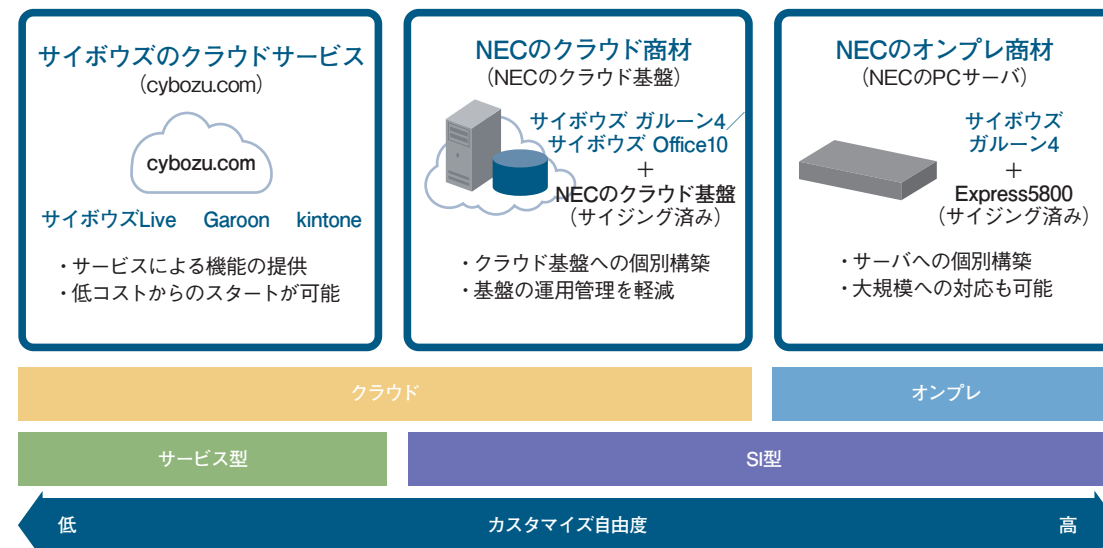 サイボウズのクラウドサービス
（cybozu.com）
cybozu.com
サイボウズLive Garoon kintone
・サービスによる機能の提供
・低コストからのスタートが可能
NECのクラウド商材
（NECのクラウド基盤）
サイボウズ ガルーン4／
サイボウズ Office10
＋
NECのクラウド基盤
（サイジング済み）
・クラウド基盤への個別構築
・基盤の運用管理を軽減
NECのオンプレ商材
（NECのPCサーバ）
サイボウズ
ガルーン4
＋
Express5800
（サイジング済み）
・サーバへの個別構築
・大規模への対応も可能
クラウド オンプレ
サービス型 SI型
低 カスタマイズ自由度 高